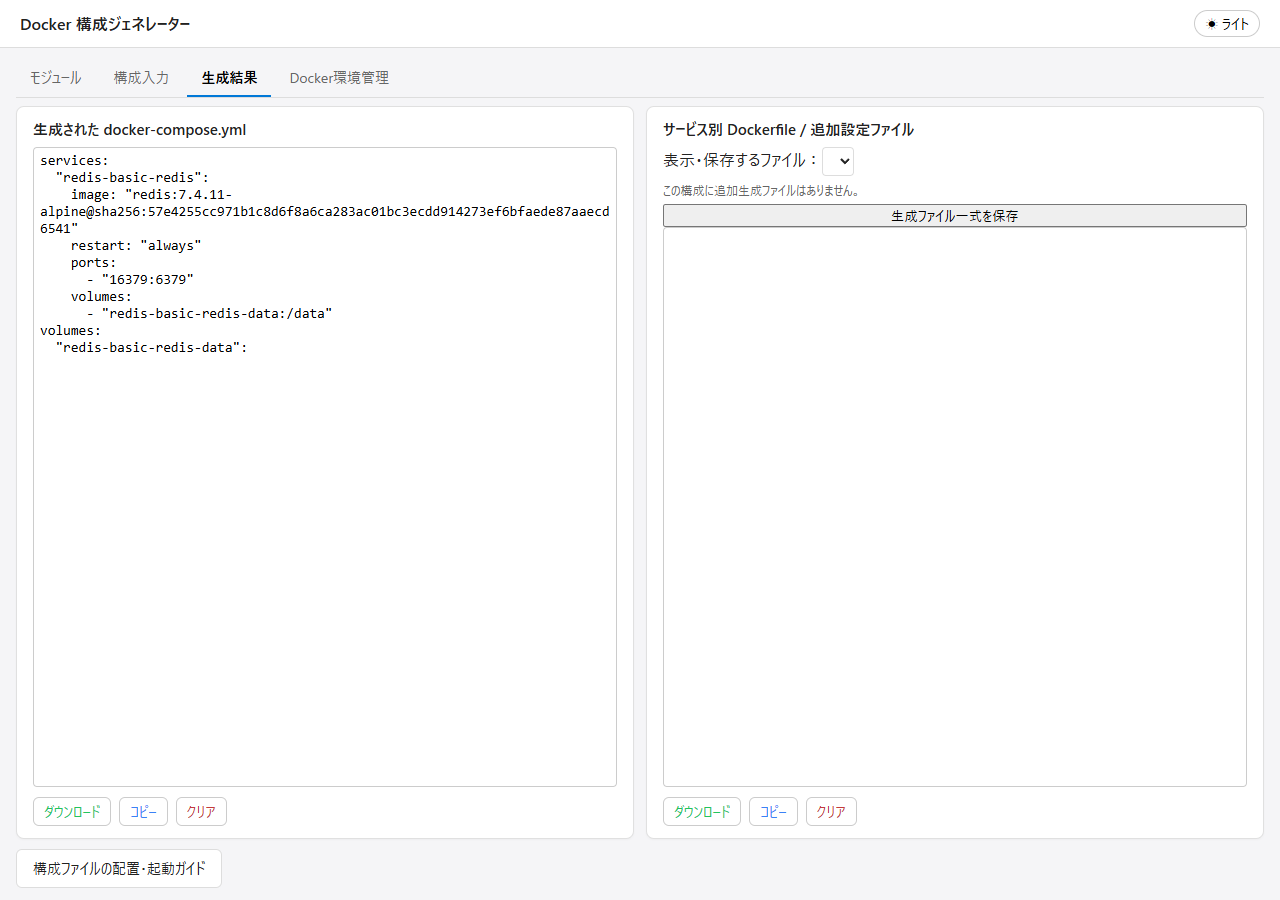 Docker 構成ジェネレーター
ライト
モジュール 構成入力 生成結果 Docker環境管理
生成された docker-compose.yml
services:
  "redis-basic-redis":
    image: "redis:7.4.11-
alpine@sha256:57e4255cc971b1c8d6f8a6ca283ac01bc3ecdd914273ef6bfaede87aaecd
6541"
    restart: "always"
    ports:
      - "16379:6379"
    volumes:
      - "redis-basic-redis-data:/data"
volumes:
  "redis-basic-redis-data":
ダウンロード コピー クリア
サービス別 Dockerfile / 追加設定ファイル
表示・保存するファイル：
この構成に追加生成ファイルはありません。
生成ファイル一式を保存
ダウンロード コピー クリア
構成ファイルの配置・起動ガイド